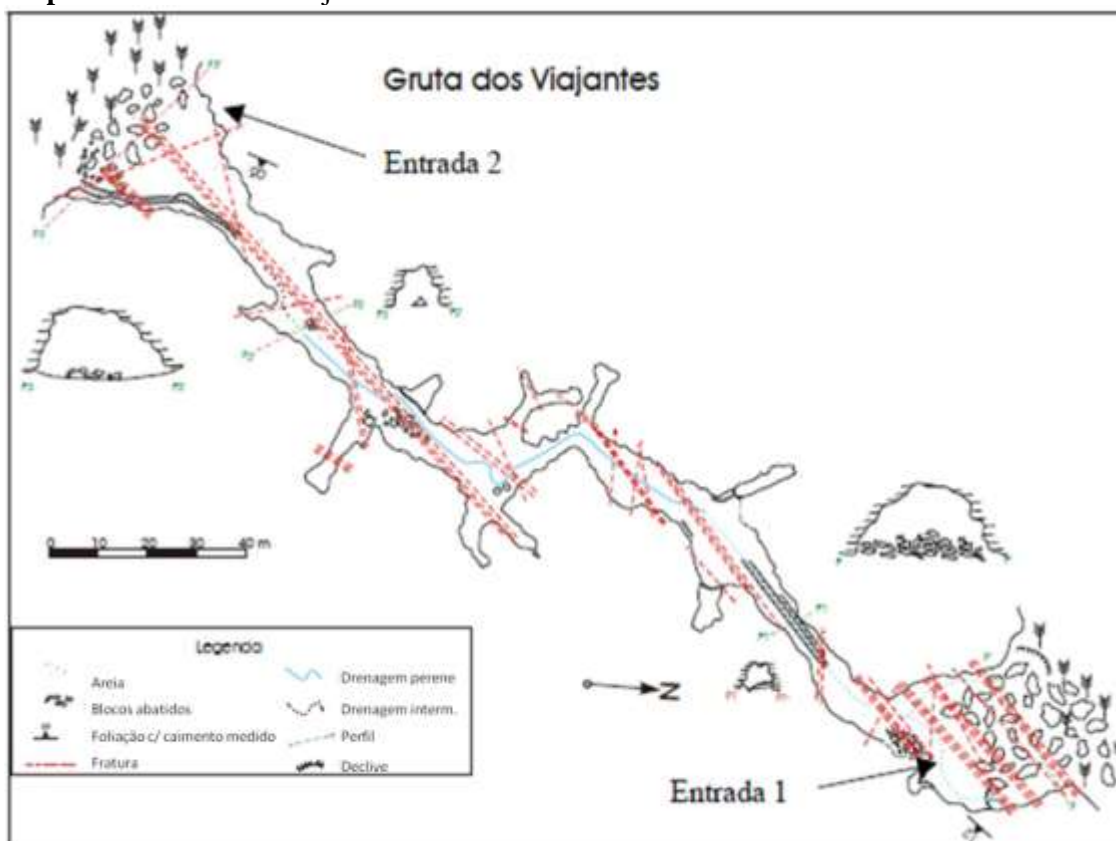 Gruta dos Viajantes
Entrada 2
0 10 20 30 40 m
N
Entrada 1
Legenda
Areia
Blocos abatidos
Foliação c/ caimento medido
Fratura
Drenagem perene
Drenagem interm.
Perfil
Declive